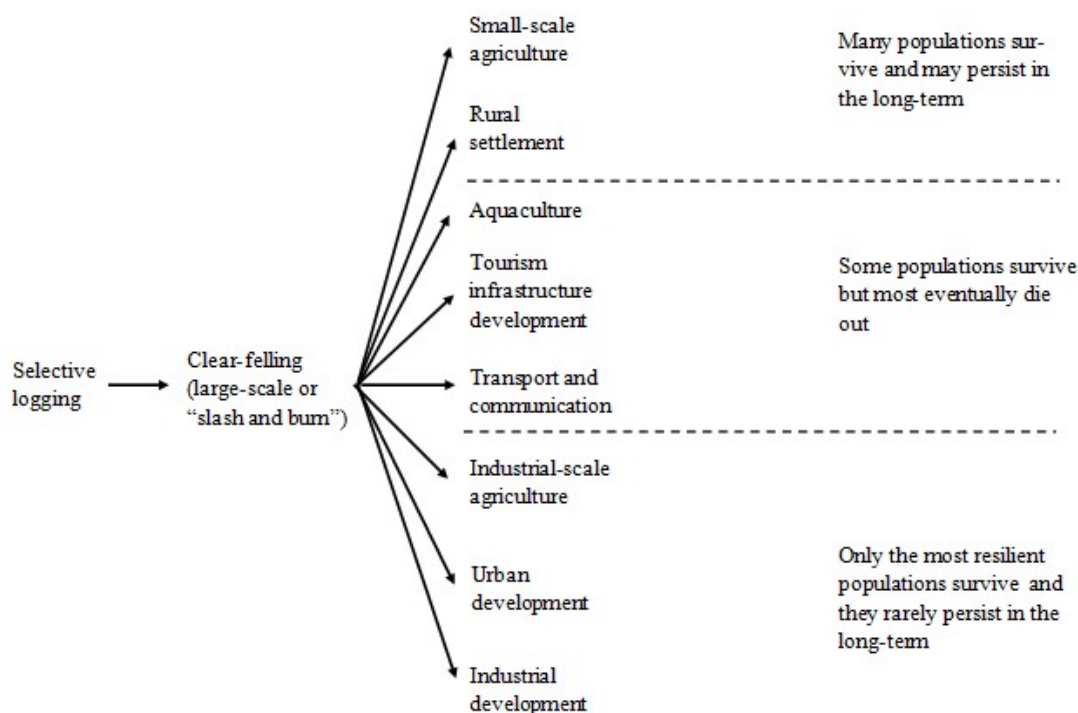 Small-scale
agriculture
Many populations sur-
vive and may persist in
the long-term
Rural
settlement
Aquaculture
Tourism
infrastructure
development
Some populations survive
but most eventually die
out
Selective
logging
Clear-felling
(large-scale or
“slash and burn”)
Transport and
communication
Industrial-scale
agriculture
Urban
development
Only the most resilient
populations survive and
they rarely persist in the
long-term
Industrial
development